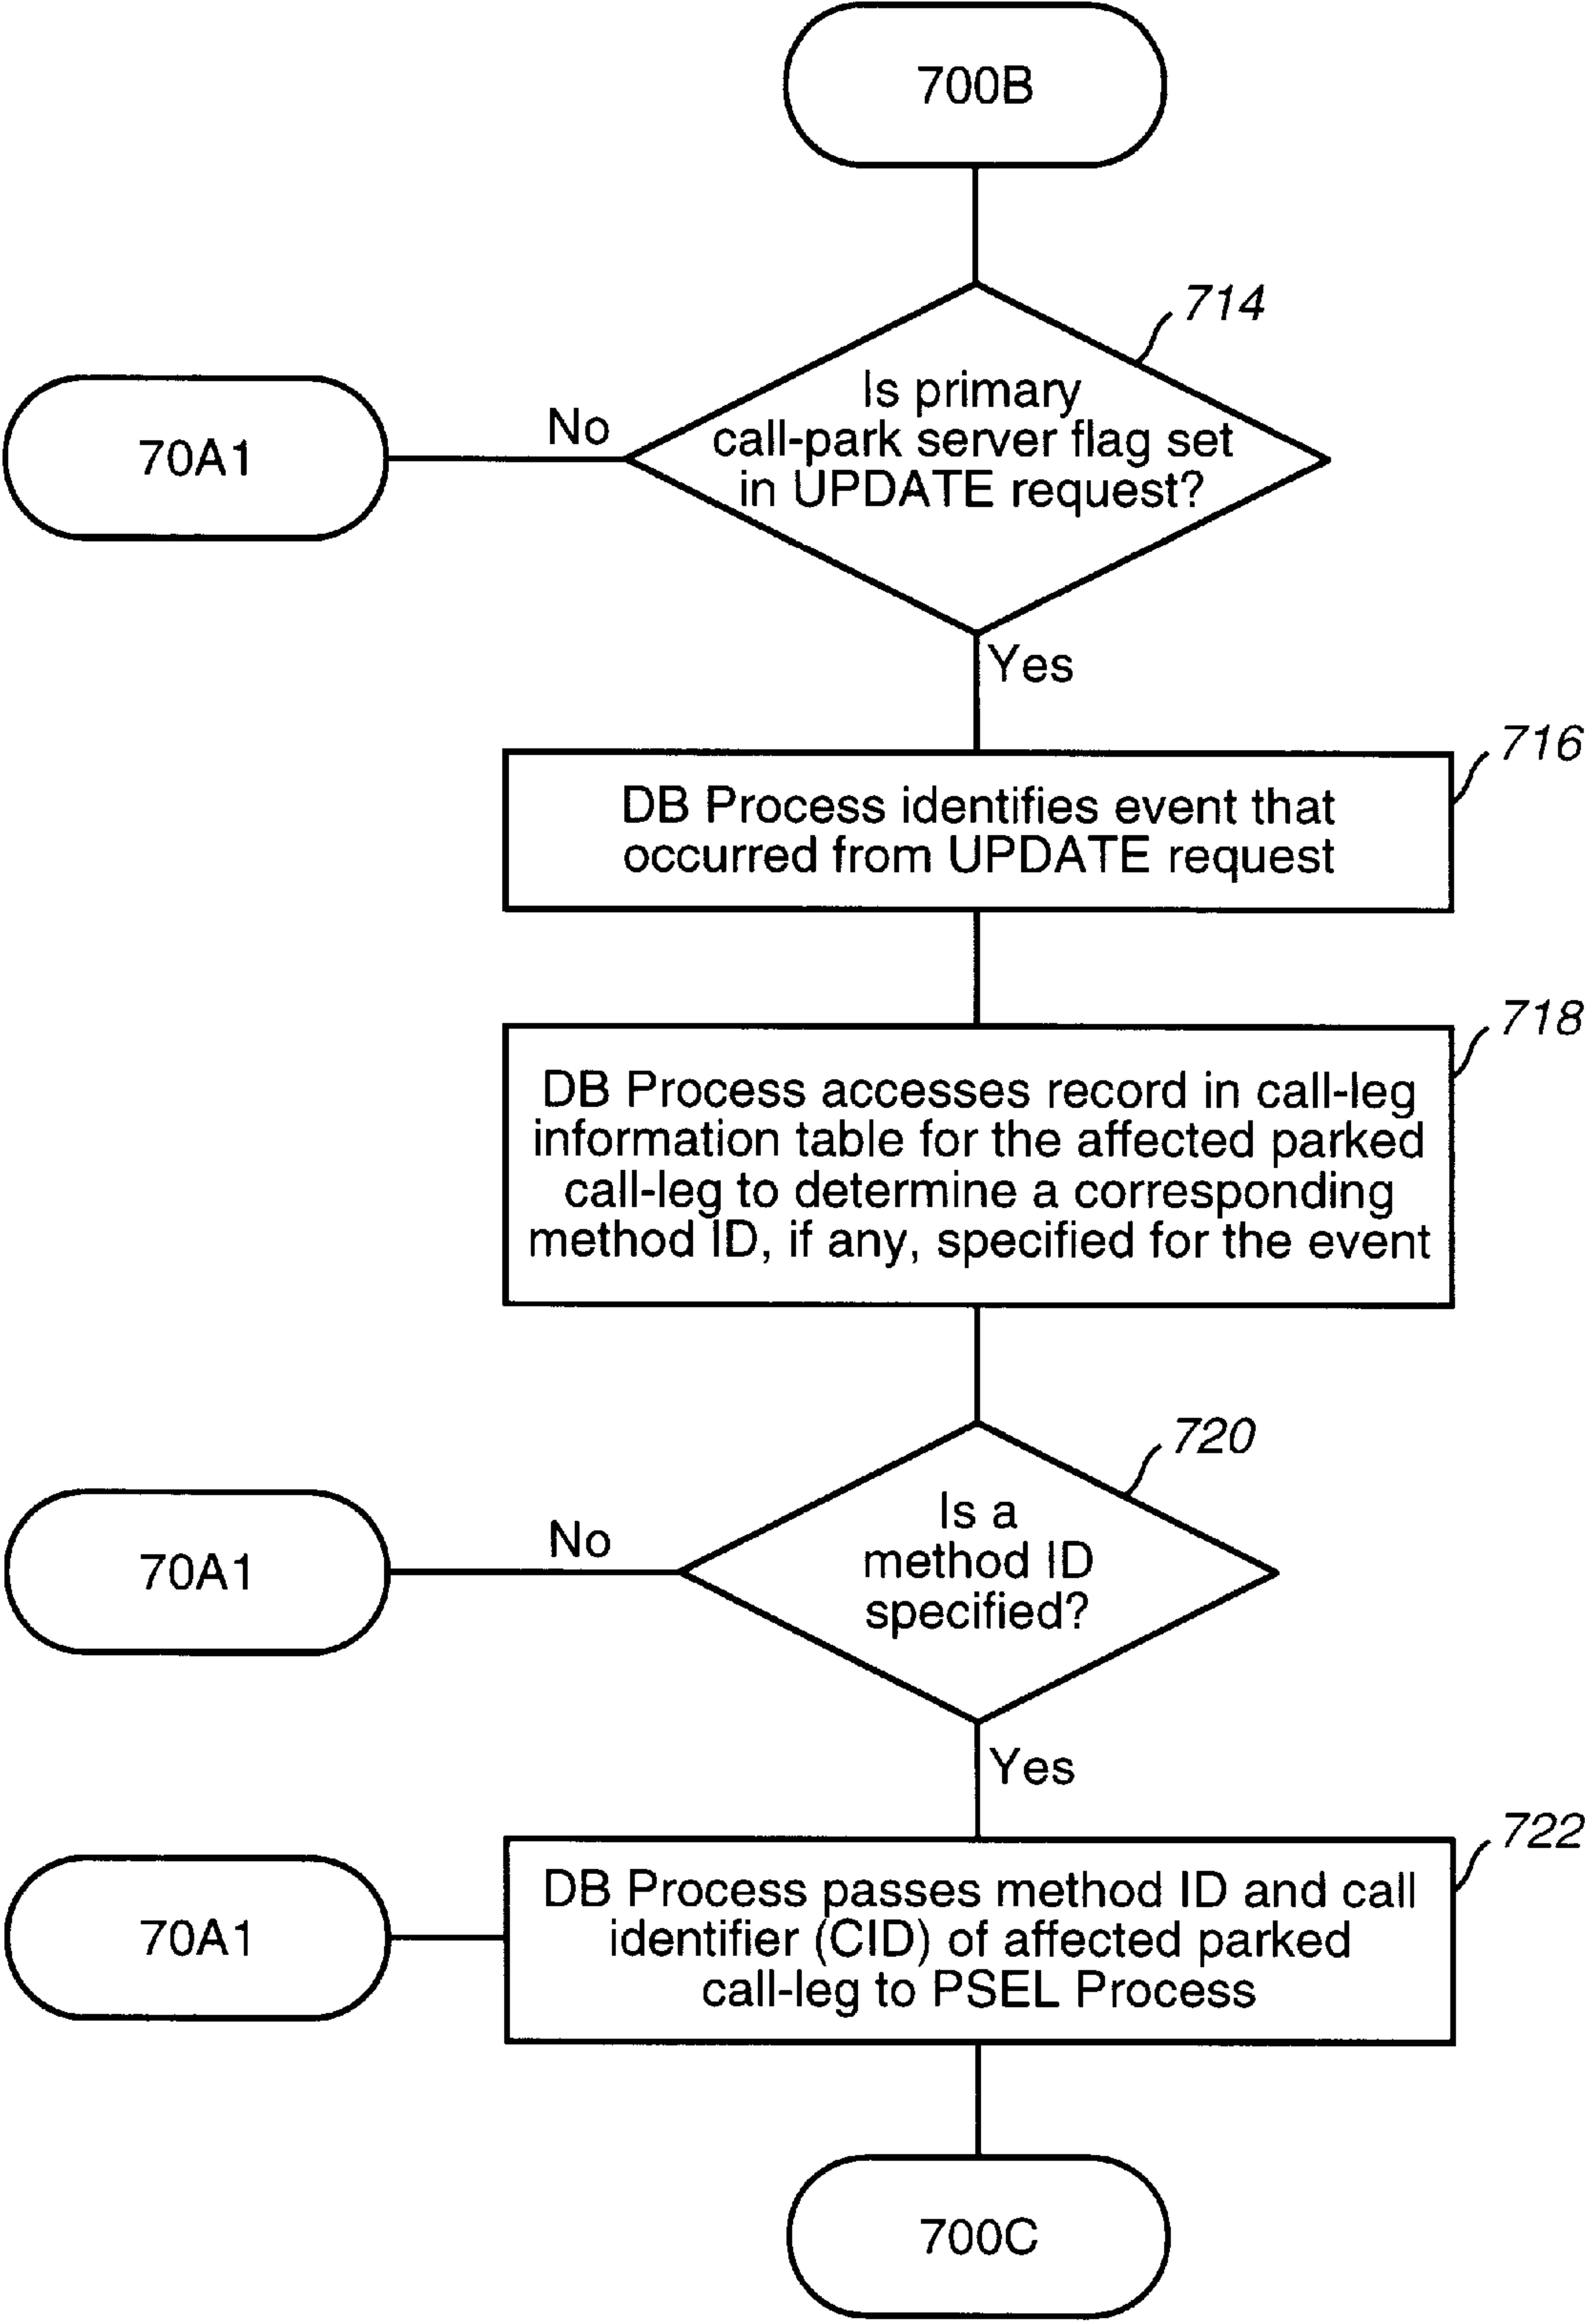 700B
714
Is primary
call-park server flag set
in UPDATE request?
No
70A1
Yes
716
DB Process identifies event that
occurred from UPDATE request
718
DB Process accesses record in call-leg
information table for the affected parked
call-leg to determine a corresponding
method ID, if any, specified for the event
720
Is a
method ID
specified?
No
70A1
Yes
722
DB Process passes method ID and call
identifier (CID) of affected parked
call-leg to PSEL Process
70A1
700C